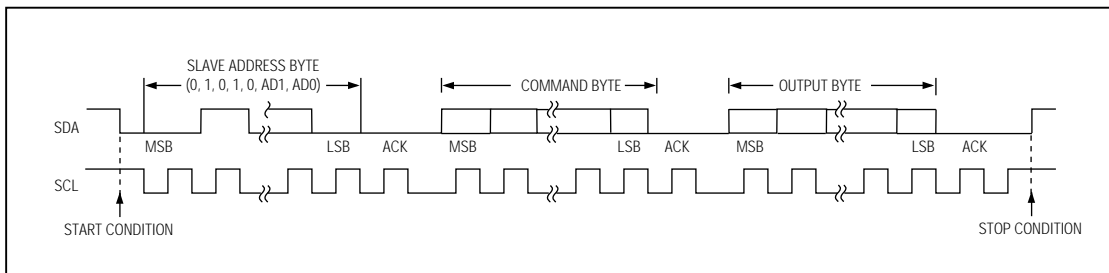 SLAVE ADDRESS BYTE
(0, 1, 0, 1, 0, AD1, AD0)
COMMAND BYTE
OUTPUT BYTE
SDA
MSB
LSB
ACK
MSB
LSB
ACK
MSB
LSB
ACK
SCL
START CONDITION
STOP CONDITION